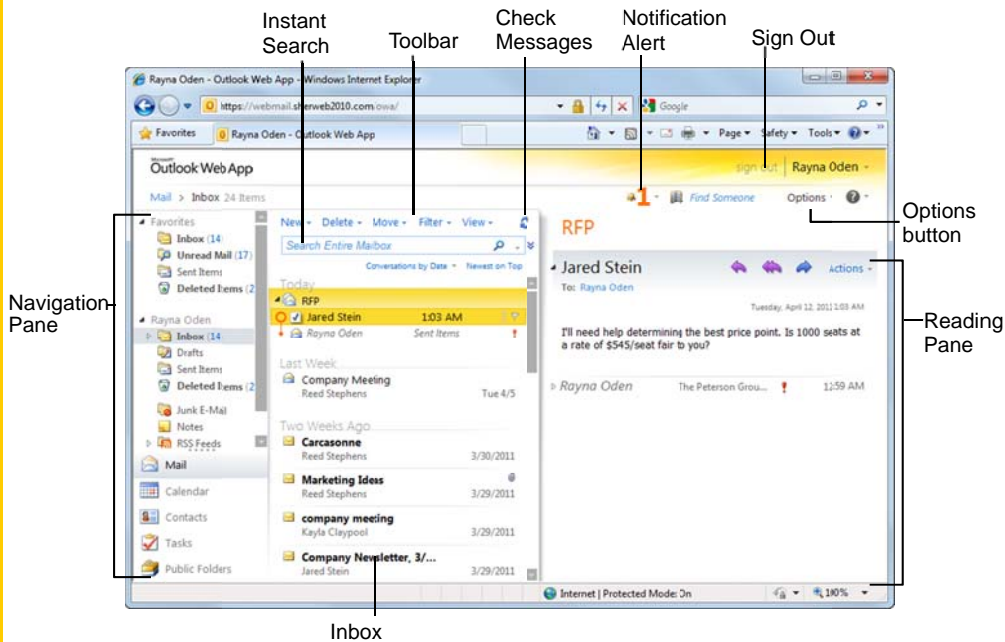 Instant
Search
Toolbar
Check
Messages
Notification
Alert
Sign Out
Rayna Oden - Outlook Web App - Windows Internet Explorer
https://webmail.sherweb2010.com/owa/
Google
Favorites
Rayna Oden - Outlook Web App
Page
Safety
Tools
Microsoft
Outlook Web App
sign out
Rayna Oden
Mail > Inbox 24 Items
1
Find Someone
Options
Options
button
Navigation
Pane
Favorites
Inbox (14)
Unread Mail (17)
Sent Items
Deleted Items (2
Rayna Oden
Inbox (14
Drafts
Sent Items
Deleted Items (2
Junk E-Mail
Notes
RSS Feeds
Mail
Calendar
Contacts
Tasks
Public Folders
New Delete Move Filter View
Search Entire Mailbox
Conversations by Date Newest on Top
Today
RFP
Jared Stein 1:03 AM
Rayna Oden Sent Items !
Last Week
Company Meeting
Reed Stephens Tue 4/5
Two Weeks Ago
Carcasonne
Reed Stephens 3/30/2011
Marketing Ideas
Reed Stephens 3/29/2011
company meeting
Kayla Claypool 3/29/2011
Company Newsletter, 3/...
Jared Stein 3/29/2011
RFP
Jared Stein
Actions
To: Rayna Oden
Tuesday, April 12, 2011 1:03 AM
I'll need help determining the best price point. Is 1000 seats at
a rate of $545/seat fair to you?
Rayna Oden The Peterson Grou... ! 12:59 AM
Reading
Pane
Internet | Protected Mode: On
100%
Inbox